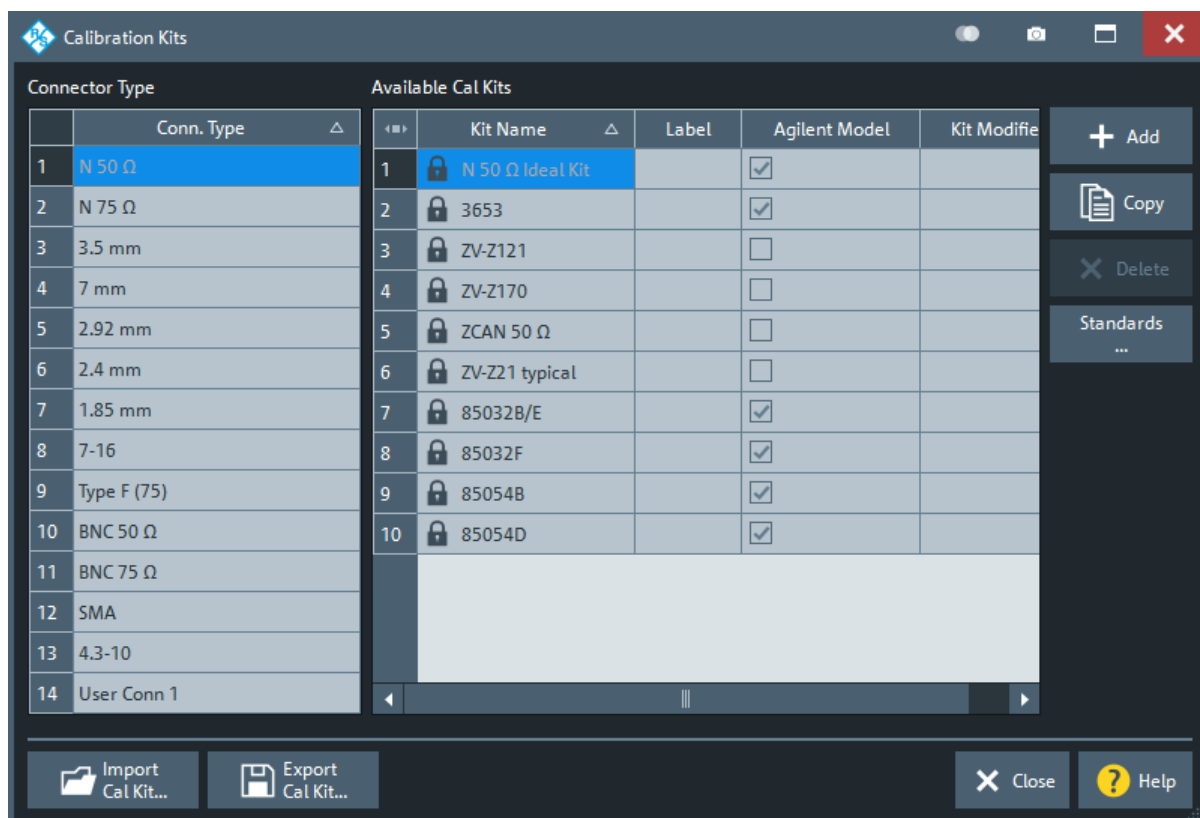 R&S Calibration Kits
Connector Type
Conn. Type
1 N 50 Ω
2 N 75 Ω
3 3.5 mm
4 7 mm
5 2.92 mm
6 2.4 mm
7 1.85 mm
8 7-16
9 Type F (75)
10 BNC 50 Ω
11 BNC 75 Ω
12 SMA
13 4.3-10
14 User Conn 1
Available Cal Kits
Kit Name Label Agilent Model Kit Modifie
1 N 50 Ω Ideal Kit
2 3653
3 ZV-Z121
4 ZV-Z170
5 ZCAN 50 Ω
6 ZV-Z21 typical
7 85032B/E
8 85032F
9 85054B
10 85054D
Add
Copy
Delete
Standards
...
Import
Cal Kit...
Export
Cal Kit...
Close
? Help